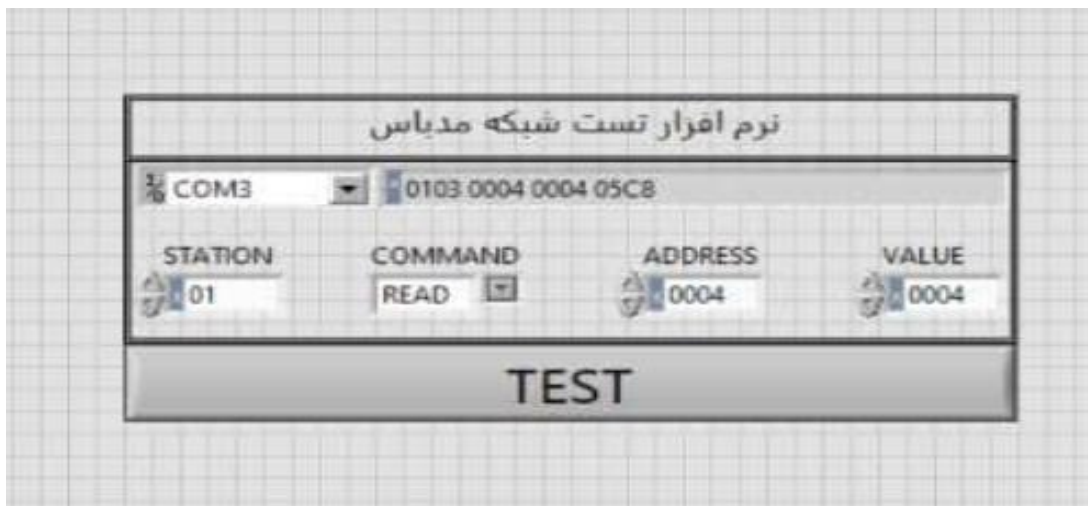 نرم افزار تست شبکه مدباس
COM3 0103 0004 0004 05C8
STATION COMMAND ADDRESS VALUE
01 READ 0004 0004
TEST